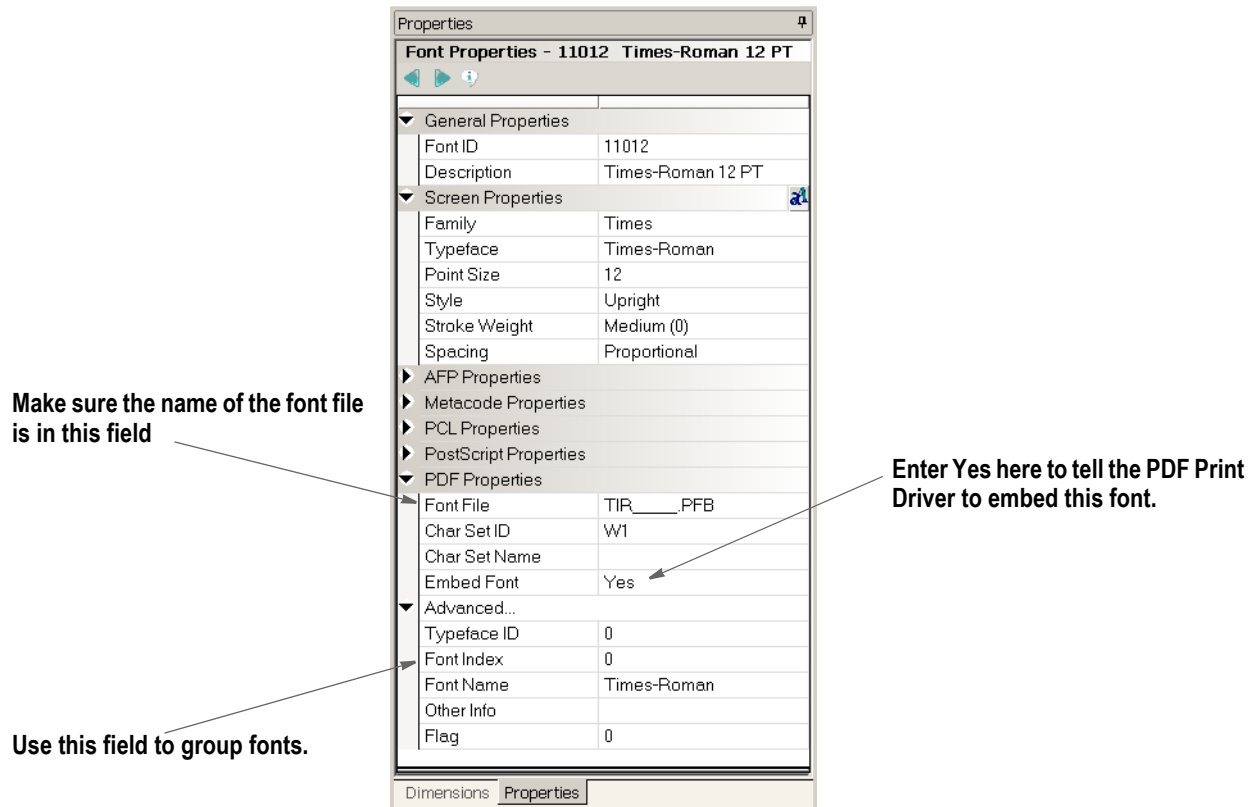 Properties
Font Properties - 11012 Times-Roman 12 PT
General Properties
Font ID 11012
Description Times-Roman 12 PT
Screen Properties
Family Times
Typeface Times-Roman
Point Size 12
Style Upright
Stroke Weight Medium (0)
Spacing Proportional
AFP Properties
Metacode Properties
PCL Properties
PostScript Properties
PDF Properties
Font File TIR_____.PFB
Char Set ID W1
Char Set Name
Embed Font Yes
Advanced...
Typeface ID 0
Font Index 0
Font Name Times-Roman
Other Info
Flag 0
Dimensions Properties
Make sure the name of the font file
is in this field
Enter Yes here to tell the PDF Print
Driver to embed this font.
Use this field to group fonts.